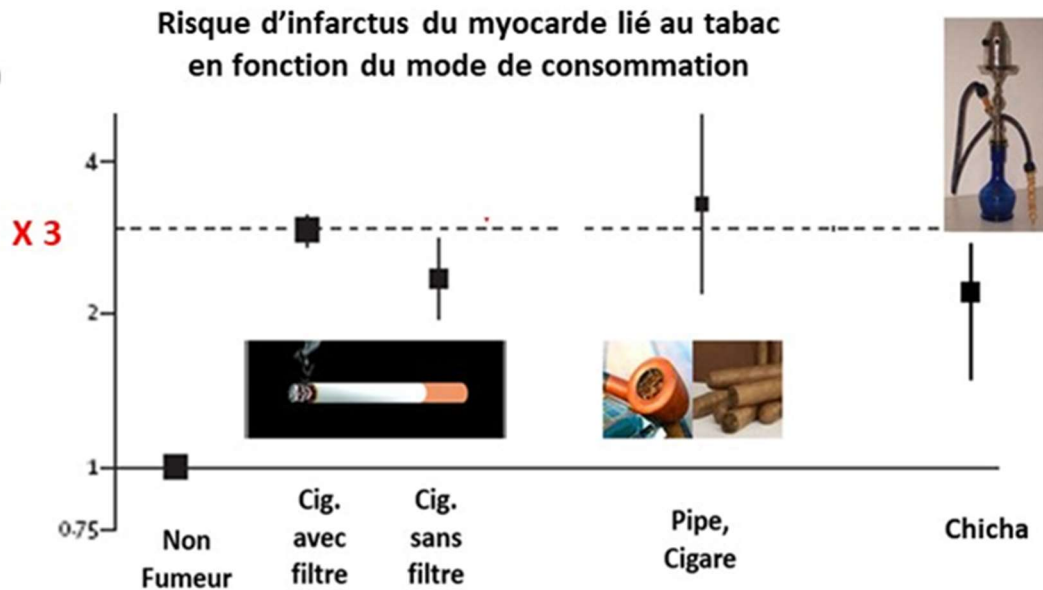 Risque d'infarctus du myocarde lié au tabac
en fonction du mode de consommation
4
X 3
2
1
0.75
Non
Fumeur
Cig.
avec
filtre
Cig.
sans
filtre
Pipe,
Cigare
Chicha